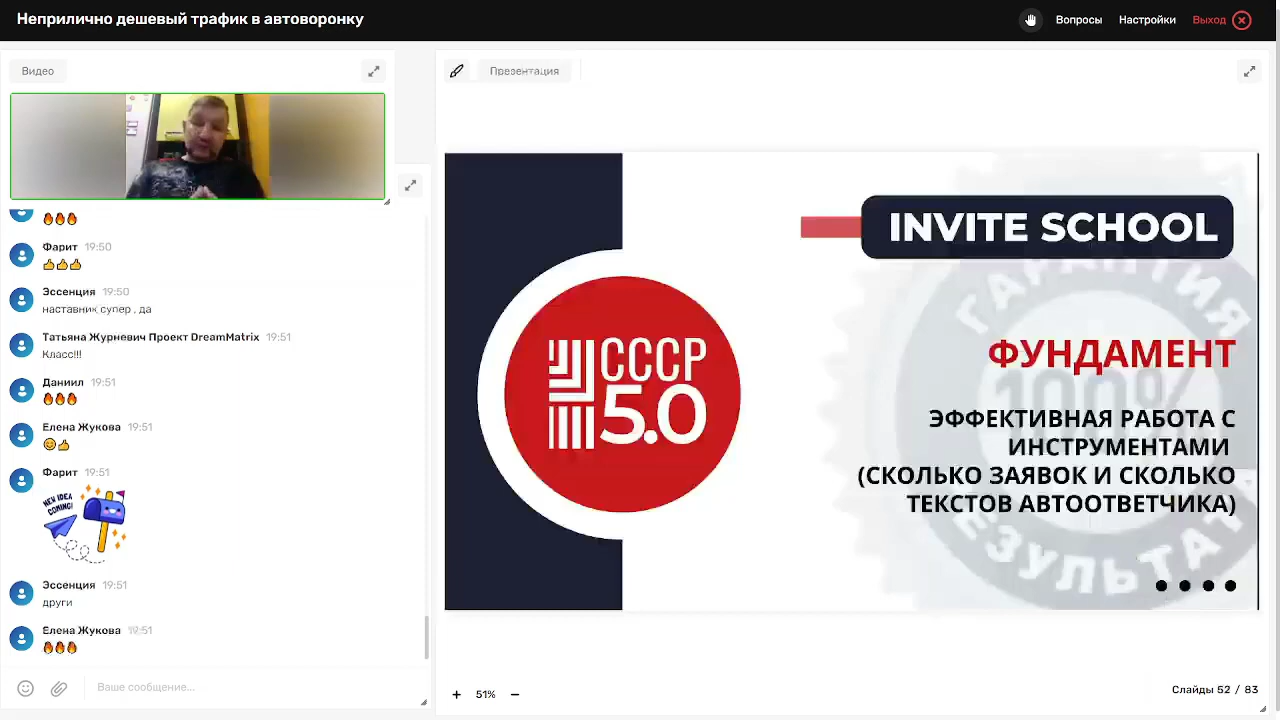 Неприлично дешевый трафик в автоворонку
Вопросы
Настройки
Выход
Видео
Презентация
Фарит 19:50
Эссенция 19:50
наставник супер , да
Татьяна Журневич Проект DreamMatrix 19:51
Класс!!!
Даниил 19:51
Елена Жукова 19:51
Фарит 19:51
NEW IDEA
COMING!
Эссенция 19:51
други
Елена Жукова 19:51
Ваше сообщение...
INVITE SCHOOL
СССР
5.0
ГАРАНТИЯ
100%
РЕЗУЛЬТАТ
ФУНДАМЕНТ
ЭФФЕКТИВНАЯ РАБОТА С
ИНСТРУМЕНТАМИ
(СКОЛЬКО ЗАЯВОК И СКОЛЬКО
ТЕКСТОВ АВТООТВЕТЧИКА)
+ 51% −
Слайды 52 / 83